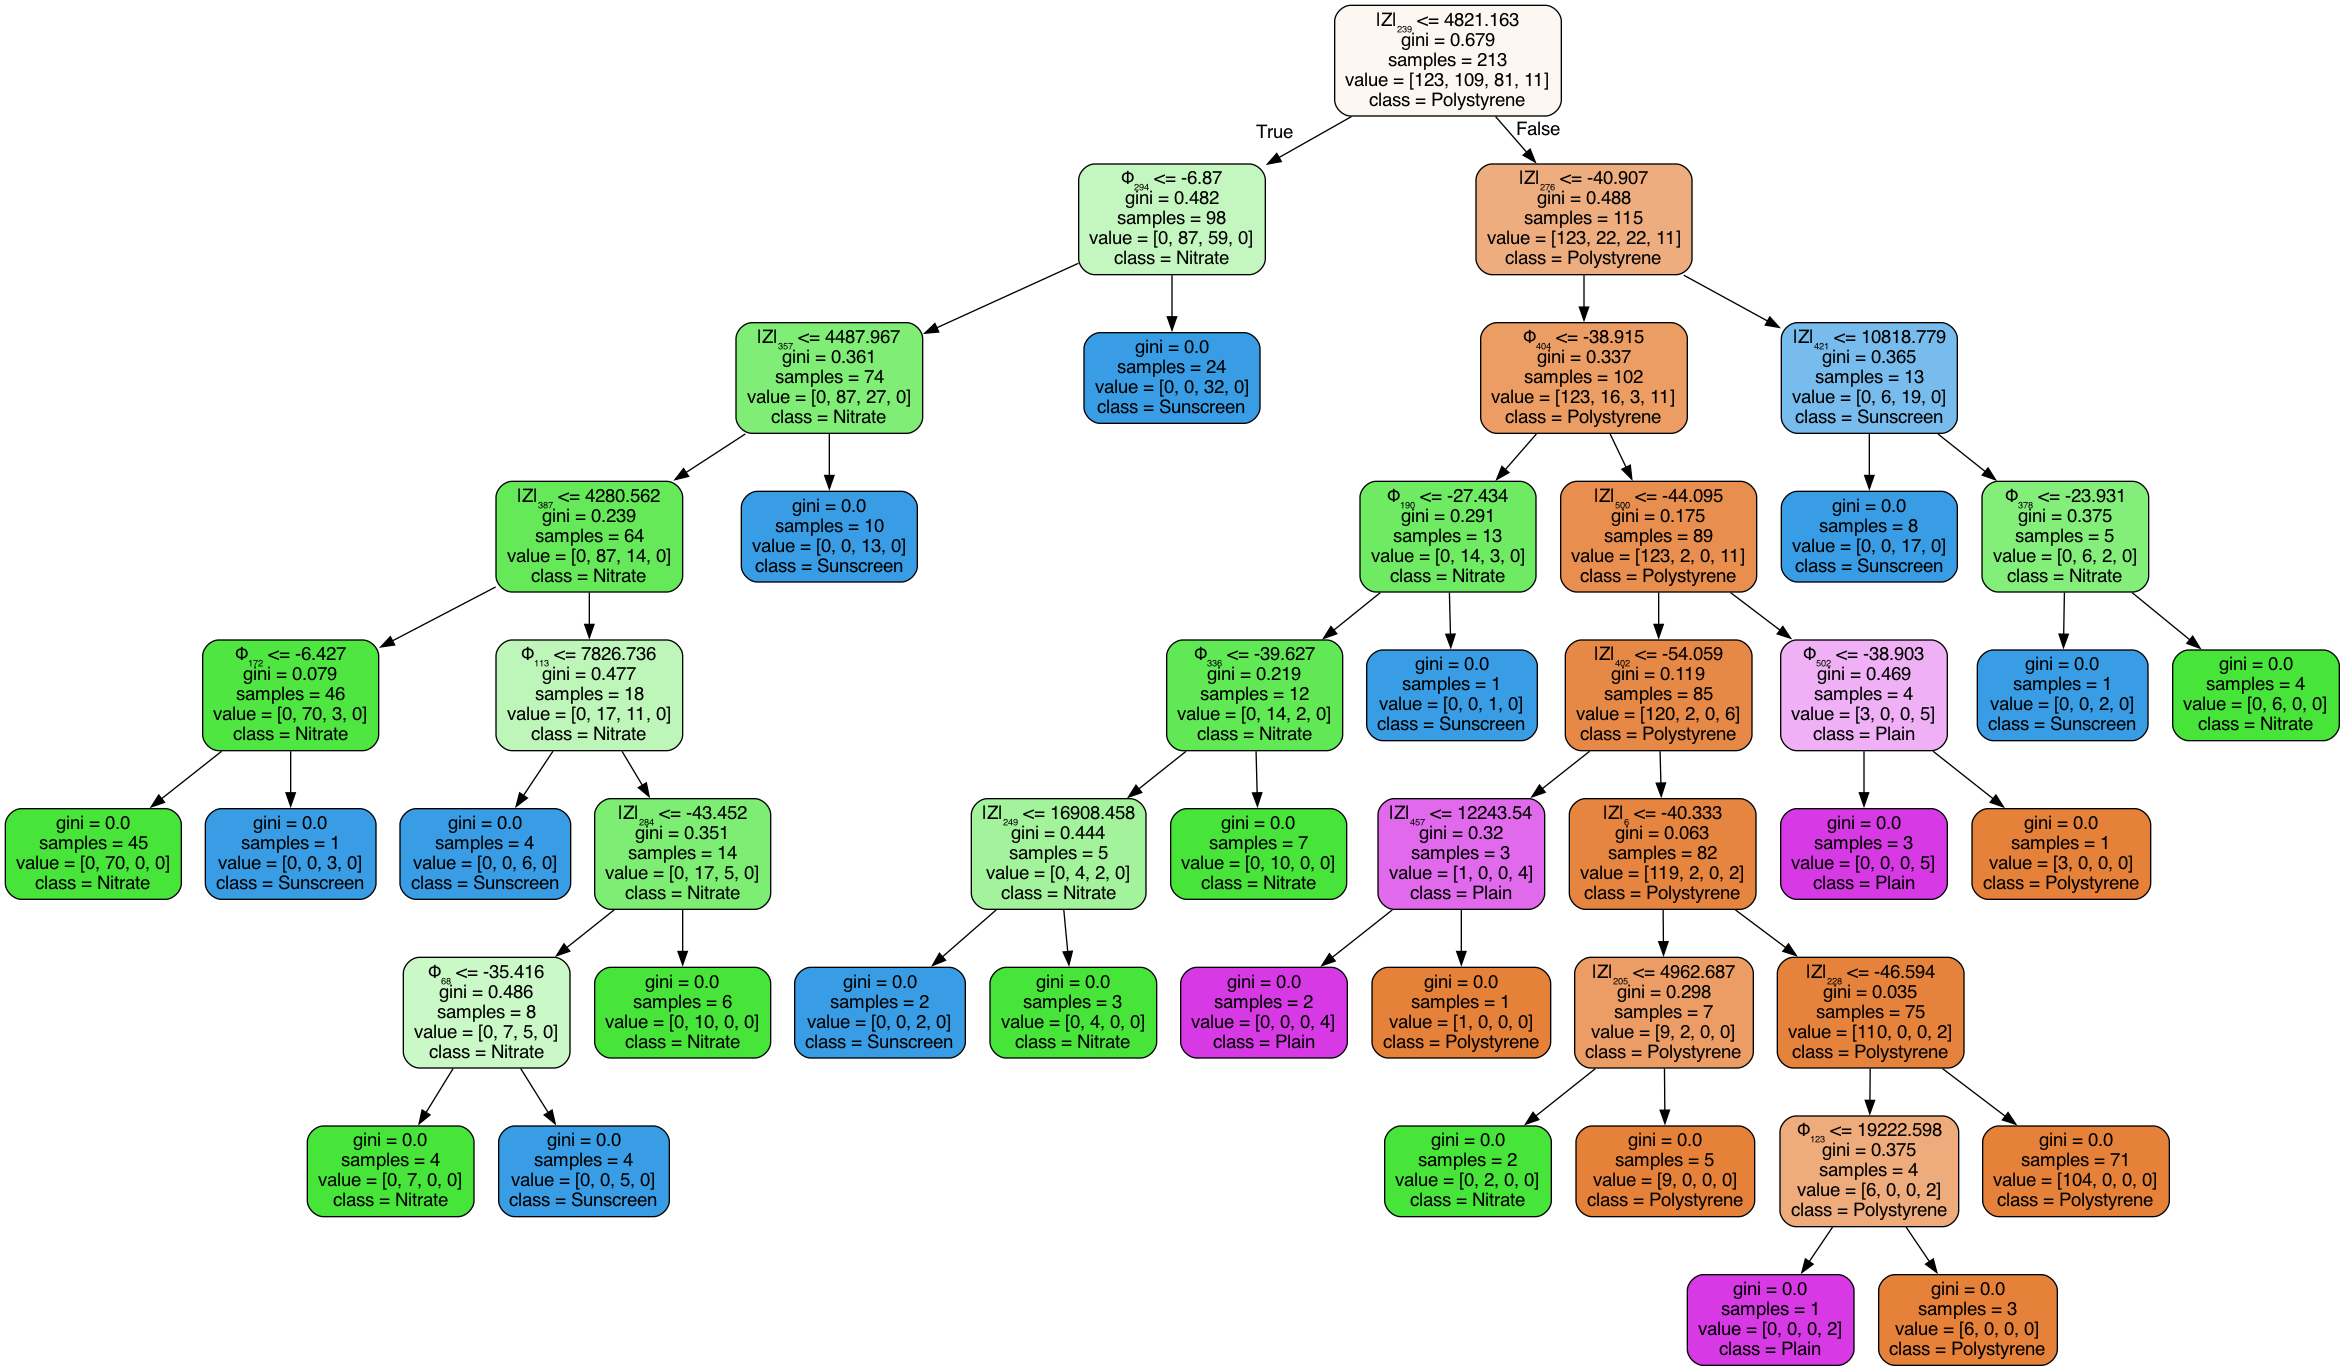 |Z|₂₃₉ <= 4821.163
gini = 0.679
samples = 213
value = [123, 109, 81, 11]
class = Polystyrene
True
False
Φ₂₉₄ <= -6.87
gini = 0.482
samples = 98
value = [0, 87, 59, 0]
class = Nitrate
|Z|₂₇₆ <= -40.907
gini = 0.488
samples = 115
value = [123, 22, 22, 11]
class = Polystyrene
|Z|₃₅₇ <= 4487.967
gini = 0.361
samples = 74
value = [0, 87, 27, 0]
class = Nitrate
gini = 0.0
samples = 24
value = [0, 0, 32, 0]
class = Sunscreen
Φ₄₀₄ <= -38.915
gini = 0.337
samples = 102
value = [123, 16, 3, 11]
class = Polystyrene
|Z|₄₂₁ <= 10818.779
gini = 0.365
samples = 13
value = [0, 6, 19, 0]
class = Sunscreen
|Z|₃₈₇ <= 4280.562
gini = 0.239
samples = 64
value = [0, 87, 14, 0]
class = Nitrate
gini = 0.0
samples = 10
value = [0, 0, 13, 0]
class = Sunscreen
Φ₁₉₀ <= -27.434
gini = 0.291
samples = 13
value = [0, 14, 3, 0]
class = Nitrate
|Z|₅₀₀ <= -44.095
gini = 0.175
samples = 89
value = [123, 2, 0, 11]
class = Polystyrene
gini = 0.0
samples = 8
value = [0, 0, 17, 0]
class = Sunscreen
Φ₃₇₈ <= -23.931
gini = 0.375
samples = 5
value = [0, 6, 2, 0]
class = Nitrate
Φ₁₇₂ <= -6.427
gini = 0.079
samples = 46
value = [0, 70, 3, 0]
class = Nitrate
Φ₁₁₃ <= 7826.736
gini = 0.477
samples = 18
value = [0, 17, 11, 0]
class = Nitrate
Φ₃₃₆ <= -39.627
gini = 0.219
samples = 12
value = [0, 14, 2, 0]
class = Nitrate
gini = 0.0
samples = 1
value = [0, 0, 1, 0]
class = Sunscreen
|Z|₄₀₂ <= -54.059
gini = 0.119
samples = 85
value = [120, 2, 0, 6]
class = Polystyrene
Φ₅₀₂ <= -38.903
gini = 0.469
samples = 4
value = [3, 0, 0, 5]
class = Plain
gini = 0.0
samples = 1
value = [0, 0, 2, 0]
class = Sunscreen
gini = 0.0
samples = 4
value = [0, 6, 0, 0]
class = Nitrate
gini = 0.0
samples = 45
value = [0, 70, 0, 0]
class = Nitrate
gini = 0.0
samples = 1
value = [0, 0, 3, 0]
class = Sunscreen
gini = 0.0
samples = 4
value = [0, 0, 6, 0]
class = Sunscreen
|Z|₂₈₄ <= -43.452
gini = 0.351
samples = 14
value = [0, 17, 5, 0]
class = Nitrate
|Z|₂₄₉ <= 16908.458
gini = 0.444
samples = 5
value = [0, 4, 2, 0]
class = Nitrate
gini = 0.0
samples = 7
value = [0, 10, 0, 0]
class = Nitrate
|Z|₄₅₇ <= 12243.54
gini = 0.32
samples = 3
value = [1, 0, 0, 4]
class = Plain
|Z|₆ <= -40.333
gini = 0.063
samples = 82
value = [119, 2, 0, 2]
class = Polystyrene
gini = 0.0
samples = 3
value = [0, 0, 0, 5]
class = Plain
gini = 0.0
samples = 1
value = [3, 0, 0, 0]
class = Polystyrene
Φ₆₈ <= -35.416
gini = 0.486
samples = 8
value = [0, 7, 5, 0]
class = Nitrate
gini = 0.0
samples = 6
value = [0, 10, 0, 0]
class = Nitrate
gini = 0.0
samples = 2
value = [0, 0, 2, 0]
class = Sunscreen
gini = 0.0
samples = 3
value = [0, 4, 0, 0]
class = Nitrate
gini = 0.0
samples = 2
value = [0, 0, 0, 4]
class = Plain
gini = 0.0
samples = 1
value = [1, 0, 0, 0]
class = Polystyrene
|Z|₂₀₅ <= 4962.687
gini = 0.298
samples = 7
value = [9, 2, 0, 0]
class = Polystyrene
|Z|₂₂₈ <= -46.594
gini = 0.035
samples = 75
value = [110, 0, 0, 2]
class = Polystyrene
gini = 0.0
samples = 4
value = [0, 7, 0, 0]
class = Nitrate
gini = 0.0
samples = 4
value = [0, 0, 5, 0]
class = Sunscreen
gini = 0.0
samples = 2
value = [0, 2, 0, 0]
class = Nitrate
gini = 0.0
samples = 5
value = [9, 0, 0, 0]
class = Polystyrene
Φ₁₂₃ <= 19222.598
gini = 0.375
samples = 4
value = [6, 0, 0, 2]
class = Polystyrene
gini = 0.0
samples = 71
value = [104, 0, 0, 0]
class = Polystyrene
gini = 0.0
samples = 1
value = [0, 0, 0, 2]
class = Plain
gini = 0.0
samples = 3
value = [6, 0, 0, 0]
class = Polystyrene